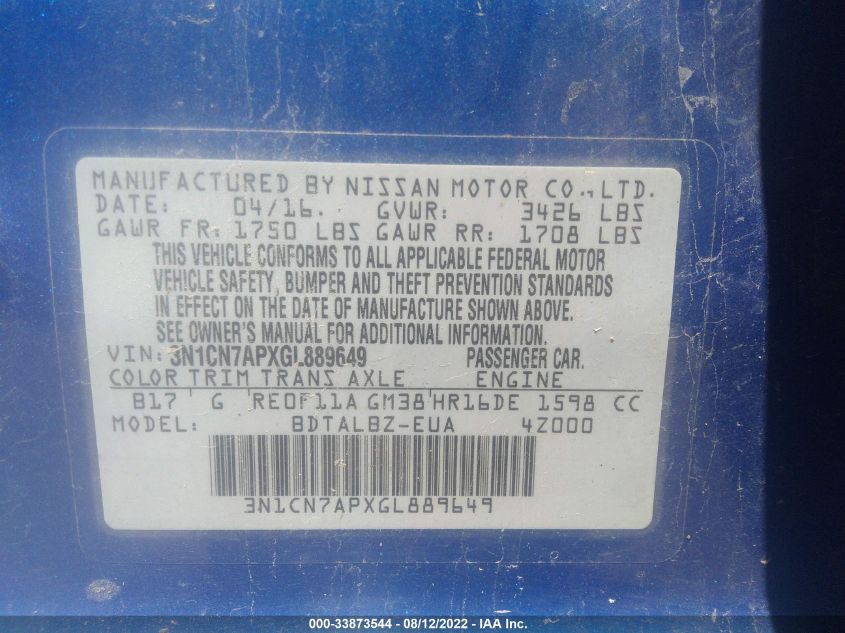 MANUFACTURED BY NISSAN MOTOR CO., LTD.
DATE: 04/16. GVWR: 3426 LBS
GAWR FR: 1750 LBS GAWR RR: 1708 LBS
THIS VEHICLE CONFORMS TO ALL APPLICABLE FEDERAL MOTOR
VEHICLE SAFETY, BUMPER AND THEFT PREVENTION STANDARDS
IN EFFECT ON THE DATE OF MANUFACTURE SHOWN ABOVE.
SEE OWNER'S MANUAL FOR ADDITIONAL INFORMATION.
VIN: 3N1CN7APXGL889649 PASSENGER CAR.
COLOR TRIM TRANS AXLE ENGINE
B17 G RE0F11A GM38 HR16DE 1598 CC
MODEL: BDTALBZ-EUA 4Z000
3N1CN7APXGL889649
000-33873544 - 08/12/2022 - IAA Inc.